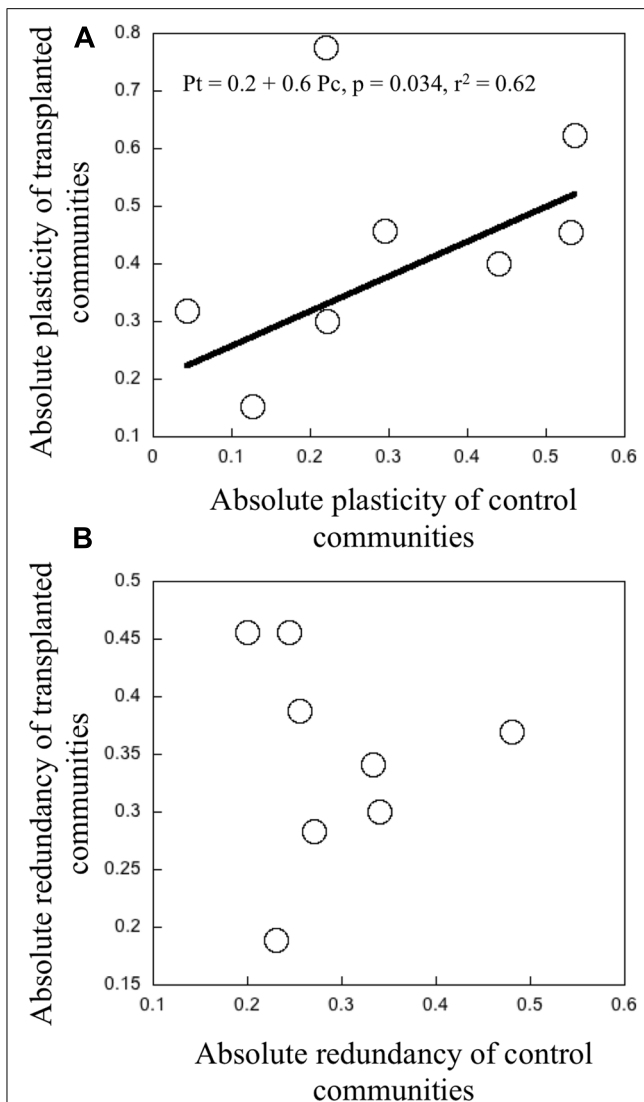 A
Absolute plasticity of transplanted
communities
0.8
0.7
0.6
0.5
0.4
0.3
0.2
0.1
Pt = 0.2 + 0.6 Pc, p = 0.034, r² = 0.62
0 0.1 0.2 0.3 0.4 0.5 0.6
Absolute plasticity of control
communities
B
Absolute redundancy of transplanted
communities
0.5
0.45
0.4
0.35
0.3
0.25
0.2
0.15
0.1 0.2 0.3 0.4 0.5 0.6
Absolute redundancy of control
communities